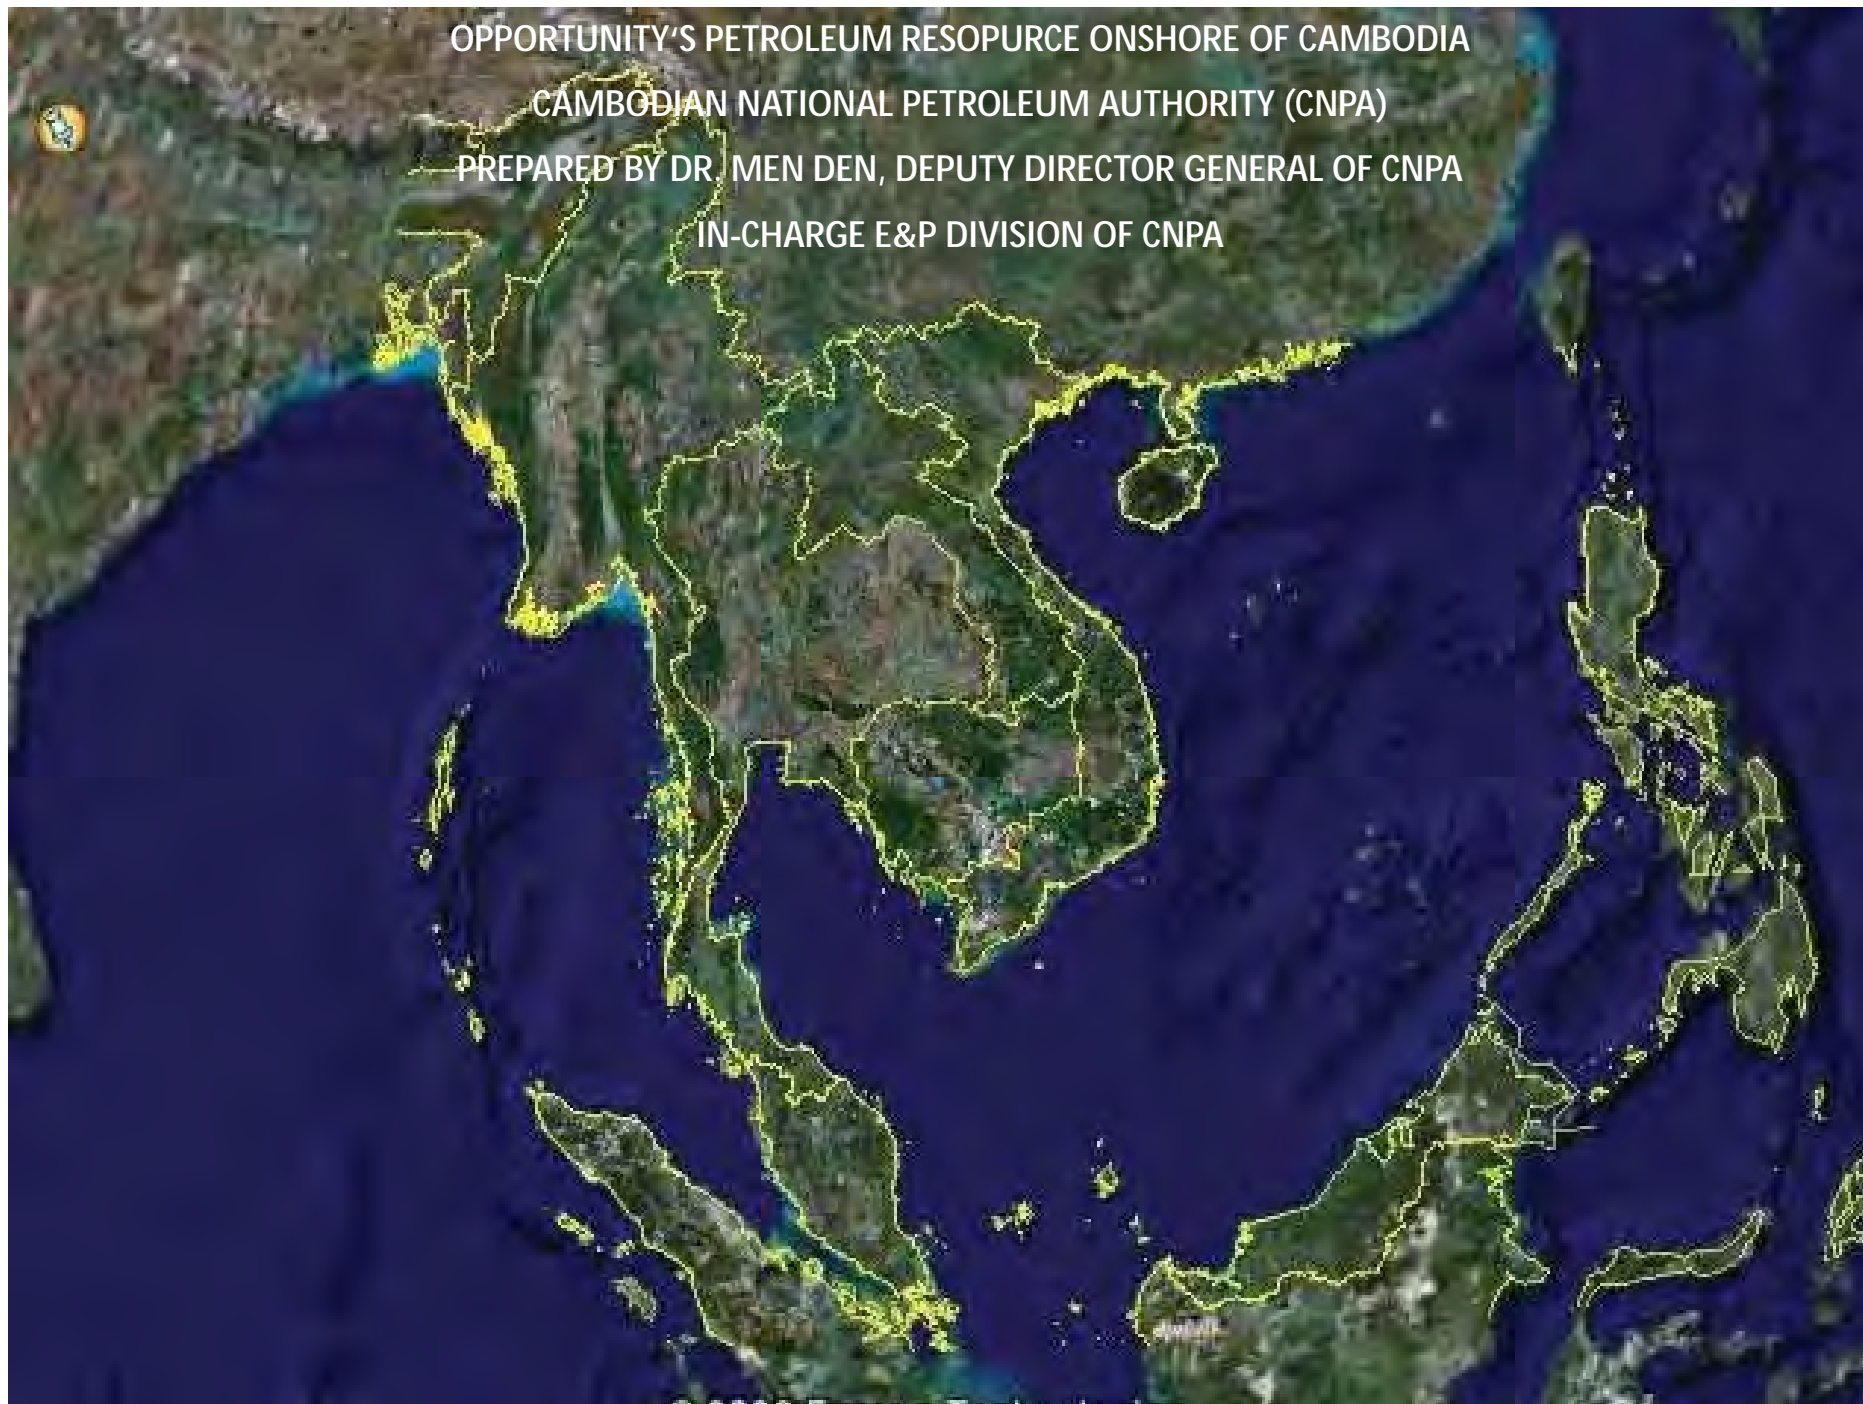 OPPORTUNITY'S PETROLEUM RESOPURCE ONSHORE OF CAMBODIA
CAMBODIAN NATIONAL PETROLEUM AUTHORITY (CNPA)
PREPARED BY DR. MEN DEN, DEPUTY DIRECTOR GENERAL OF CNPA
IN-CHARGE E&P DIVISION OF CNPA